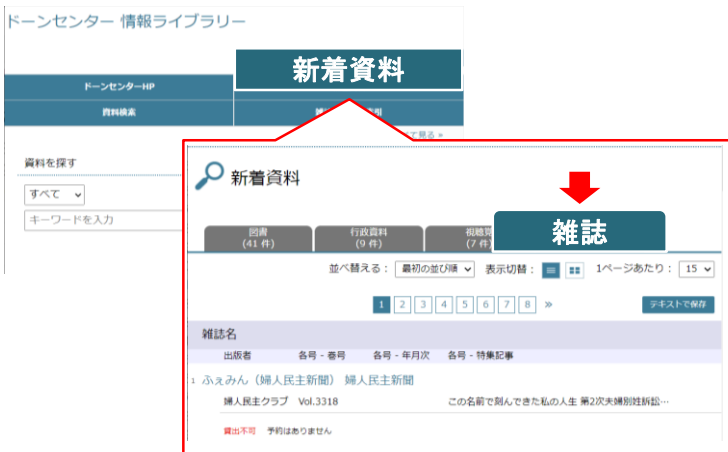 ドーンセンター 情報ライブラリー
ドーンセンターHP
新着資料
資料検索
て見る »
資料を探す
すべて
キーワードを入力
新着資料
図書
(41 件)
行政資料
(9 件)
視聴
(7 件)
雑誌
並べ替える： 最初の並び順 表示切替： 1ページあたり： 15
1 2 3 4 5 6 7 8 » テキストで保存
雑誌名
出版者 各号 - 巻号 各号 - 年月次 各号 - 特集記事
1 ふぇみん（婦人民主新聞） 婦人民主新聞
婦人民主クラブ Vol.3318 この名前で刻んできた私の人生 第2次夫婦別姓訴訟…
貸出不可 予約はありません